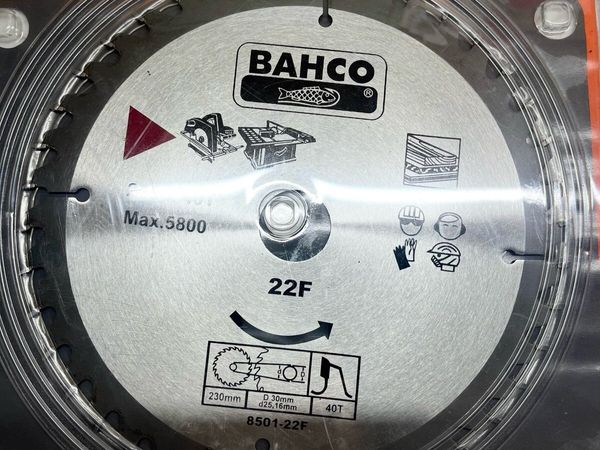 BAHCO
®
Max.5800
22F
230mm
D 30mm
d25,16mm
40T
8501-22F